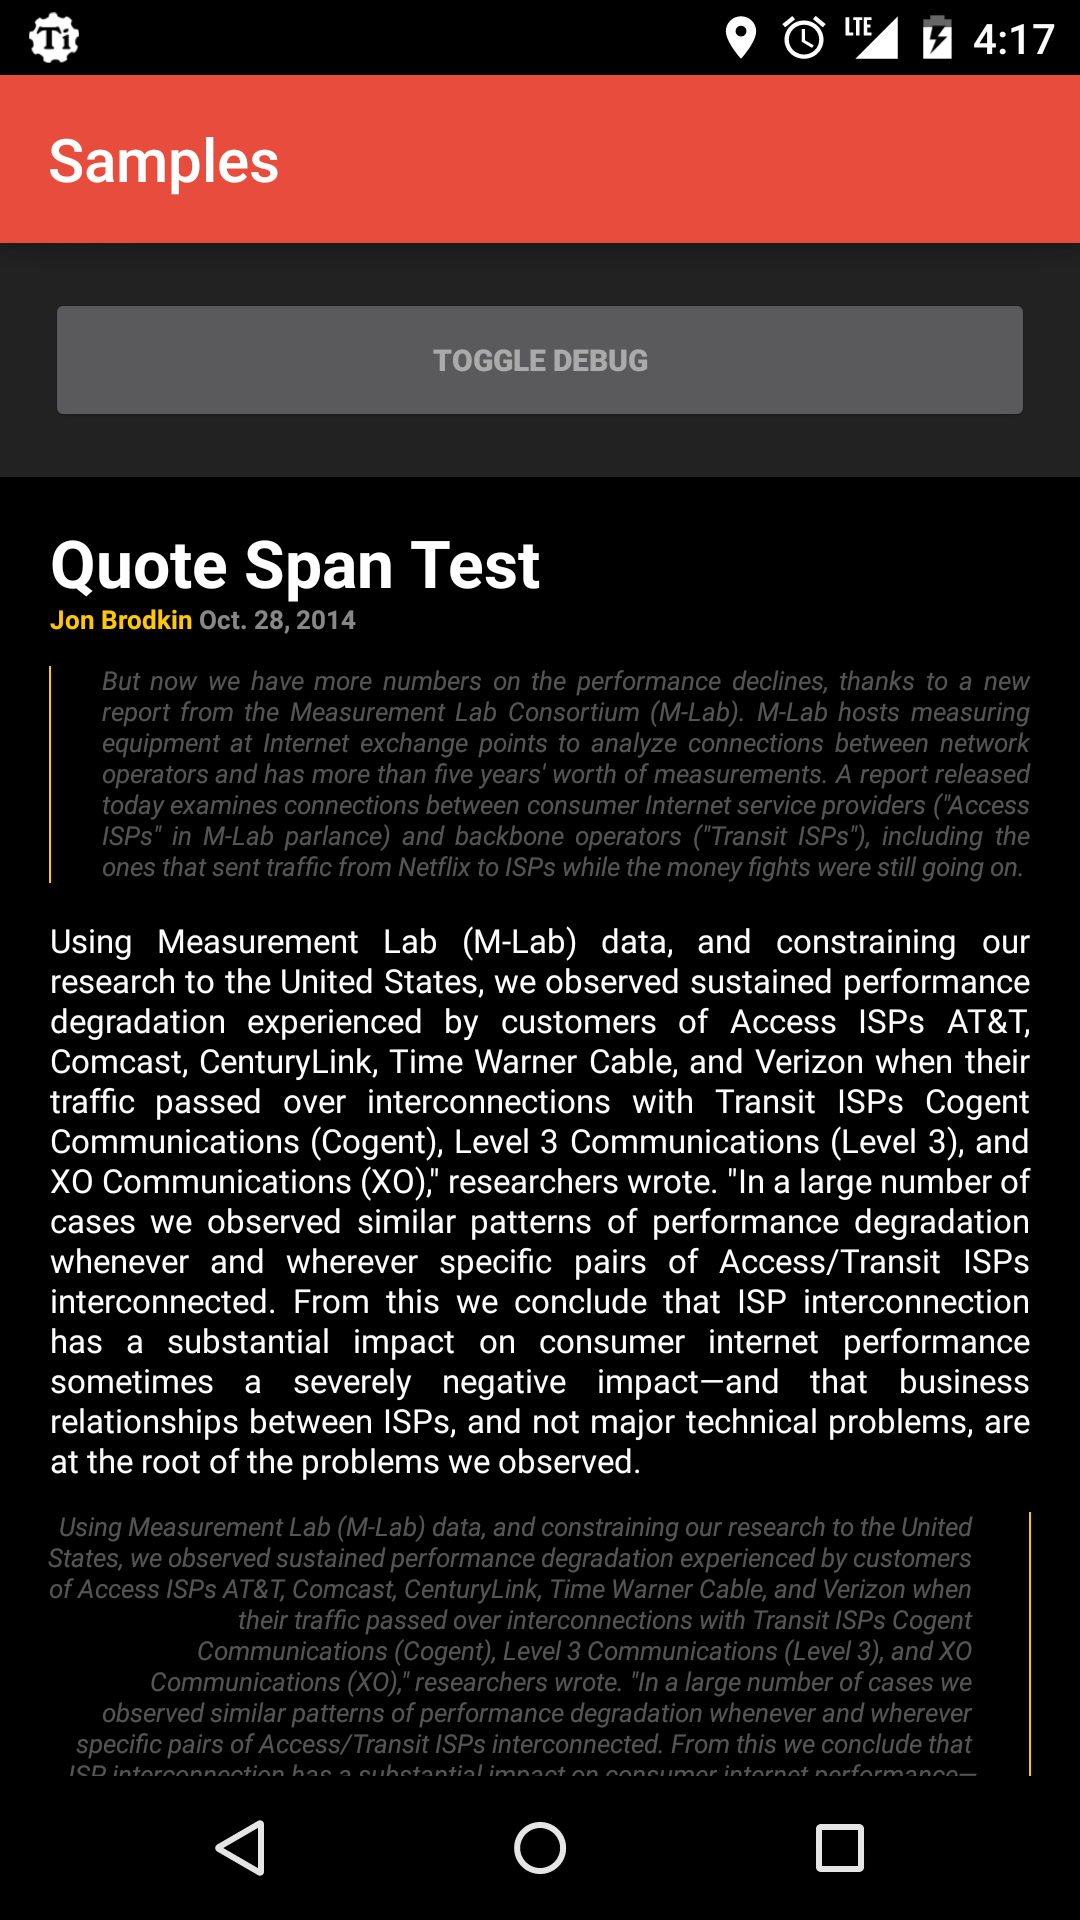 Ti
LTE
4:17
Samples
TOGGLE DEBUG
Quote Span Test
Jon Brodkin Oct. 28, 2014
But now we have more numbers on the performance declines, thanks to a new
report from the Measurement Lab Consortium (M-Lab). M-Lab hosts measuring
equipment at Internet exchange points to analyze connections between network
operators and has more than five years' worth of measurements. A report released
today examines connections between consumer Internet service providers ("Access
ISPs" in M-Lab parlance) and backbone operators ("Transit ISPs"), including the
ones that sent traffic from Netflix to ISPs while the money fights were still going on.
Using Measurement Lab (M-Lab) data, and constraining our
research to the United States, we observed sustained performance
degradation experienced by customers of Access ISPs AT&T,
Comcast, CenturyLink, Time Warner Cable, and Verizon when their
traffic passed over interconnections with Transit ISPs Cogent
Communications (Cogent), Level 3 Communications (Level 3), and
XO Communications (XO)," researchers wrote. "In a large number of
cases we observed similar patterns of performance degradation
whenever and wherever specific pairs of Access/Transit ISPs
interconnected. From this we conclude that ISP interconnection
has a substantial impact on consumer internet performance
sometimes a severely negative impact—and that business
relationships between ISPs, and not major technical problems, are
at the root of the problems we observed.
Using Measurement Lab (M-Lab) data, and constraining our research to the United
States, we observed sustained performance degradation experienced by customers
of Access ISPs AT&T, Comcast, CenturyLink, Time Warner Cable, and Verizon when
their traffic passed over interconnections with Transit ISPs Cogent
Communications (Cogent), Level 3 Communications (Level 3), and XO
Communications (XO)," researchers wrote. "In a large number of cases we
observed similar patterns of performance degradation whenever and wherever
specific pairs of Access/Transit ISPs interconnected. From this we conclude that
ISP interconnection has a substantial impact on consumer internet performance—